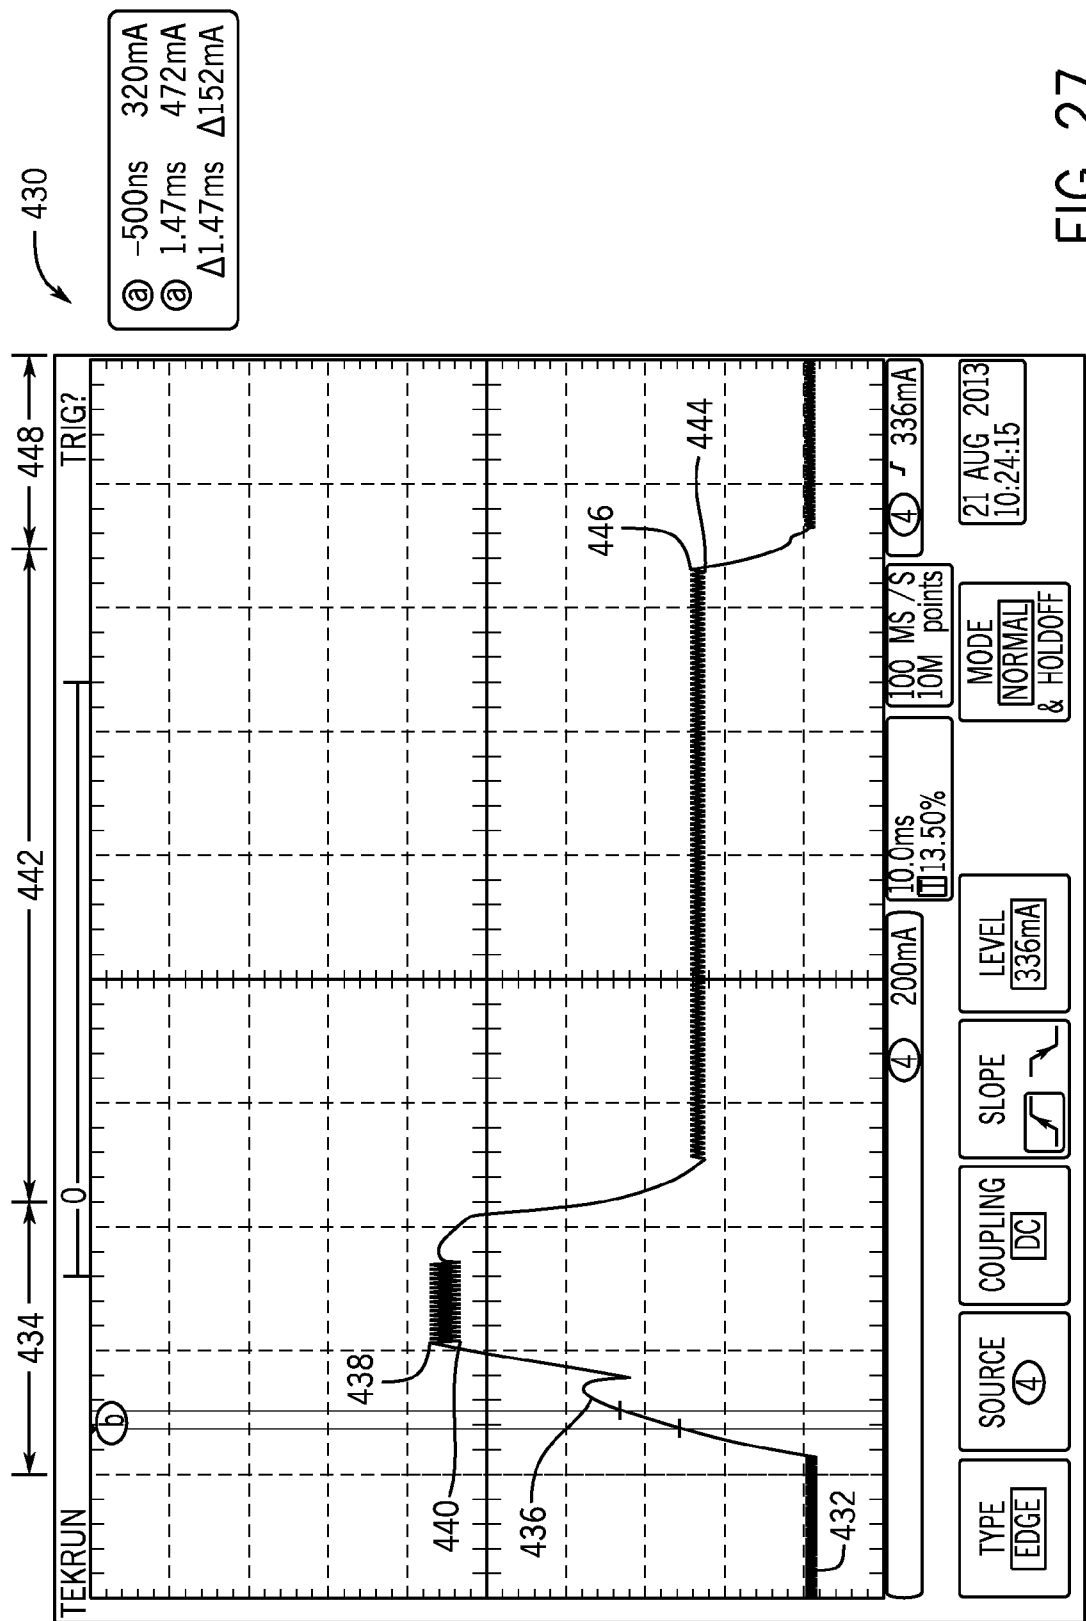 430
@ -500ns 320mA
@ 1.47ms 472mA
Δ1.47ms Δ152mA
434
442
448
TEKRUN
0
TRIG?
b
438
440
436
432
446
444
4 200mA
10.0ms
T 13.50%
100 MS/S
10M points
4 336mA
TYPE
EDGE
SOURCE
4
COUPLING
DC
SLOPE
LEVEL
336mA
MODE
NORMAL
& HOLDOFF
21 AUG 2013
10:24:15
FIG. 27